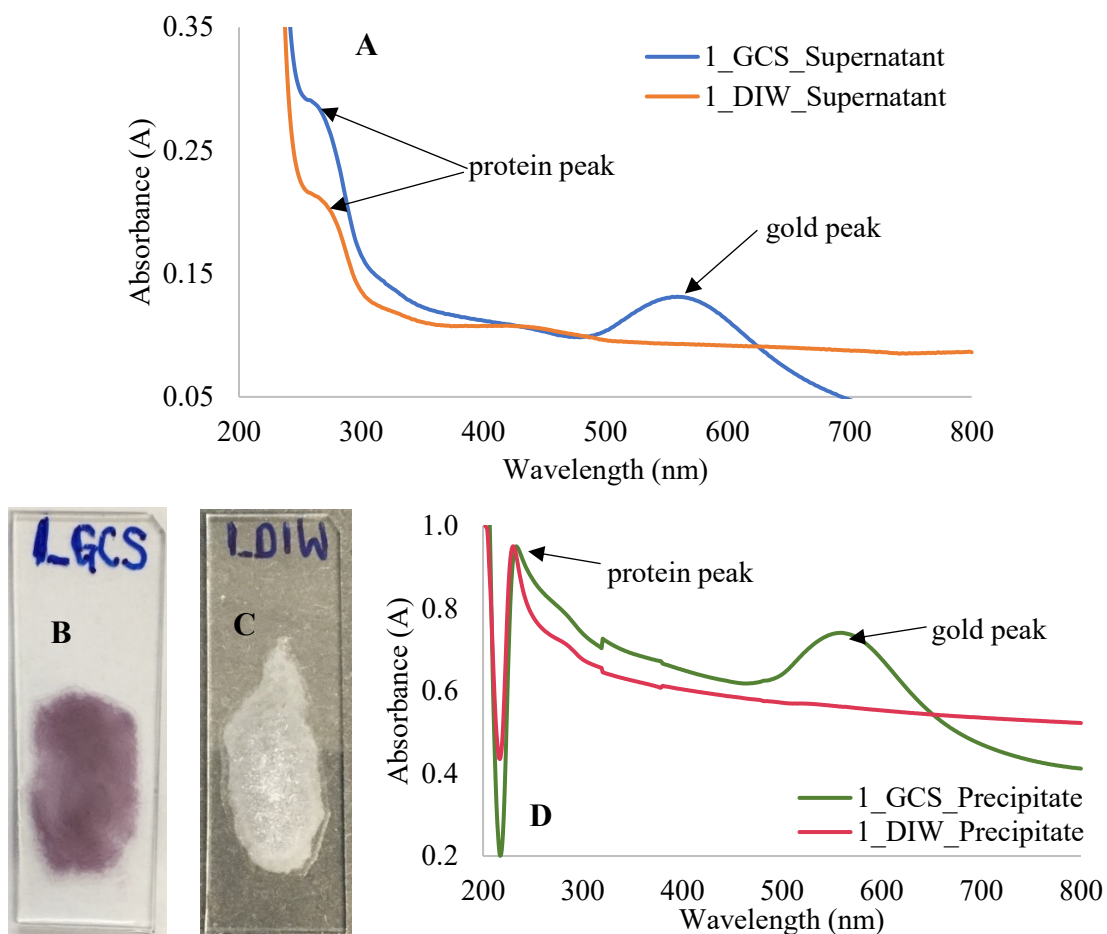 A
1_GCS_Supernatant
1_DIW_Supernatant
protein peak
gold peak
0.35
0.25
0.15
0.05
Absorbance (A)
200 300 400 500 600 700 800
Wavelength (nm)
1_GCS
B
1_DIW
C
D
protein peak
gold peak
1_GCS_Precipitate
1_DIW_Precipitate
1.0
0.8
0.6
0.4
0.2
Absorbance (A)
200 300 400 500 600 700 800
Wavelength (nm)